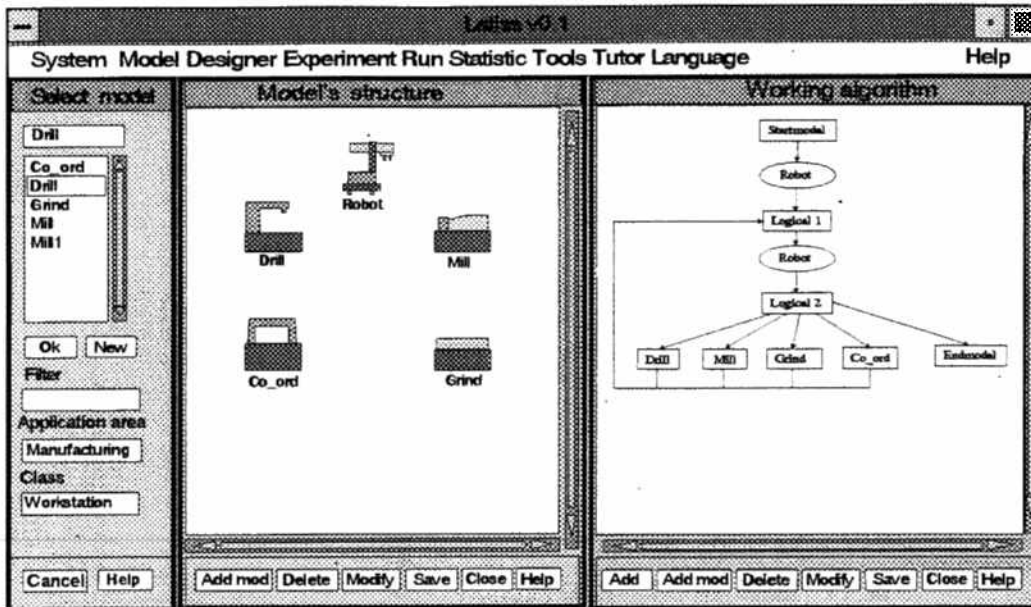 v0.1
System Model Designer Experiment Run Statistic Tools Tutor Language Help
Select model
Drill
Co_ord
Drill
Grind
Mill
Mill1
Ok New
Filter
Application area
Manufacturing
Class
Workstation
Cancel Help
Model's structure
Robot
Drill
Mill
Co_ord
Grind
Add mod Delete Modify Save Close Help
Working algorithm
Startmodel
Robot
Logical 1
Robot
Logical 2
Drill Mill Grind Co_ord Endmodel
Add Add mod Delete Modify Save Close Help